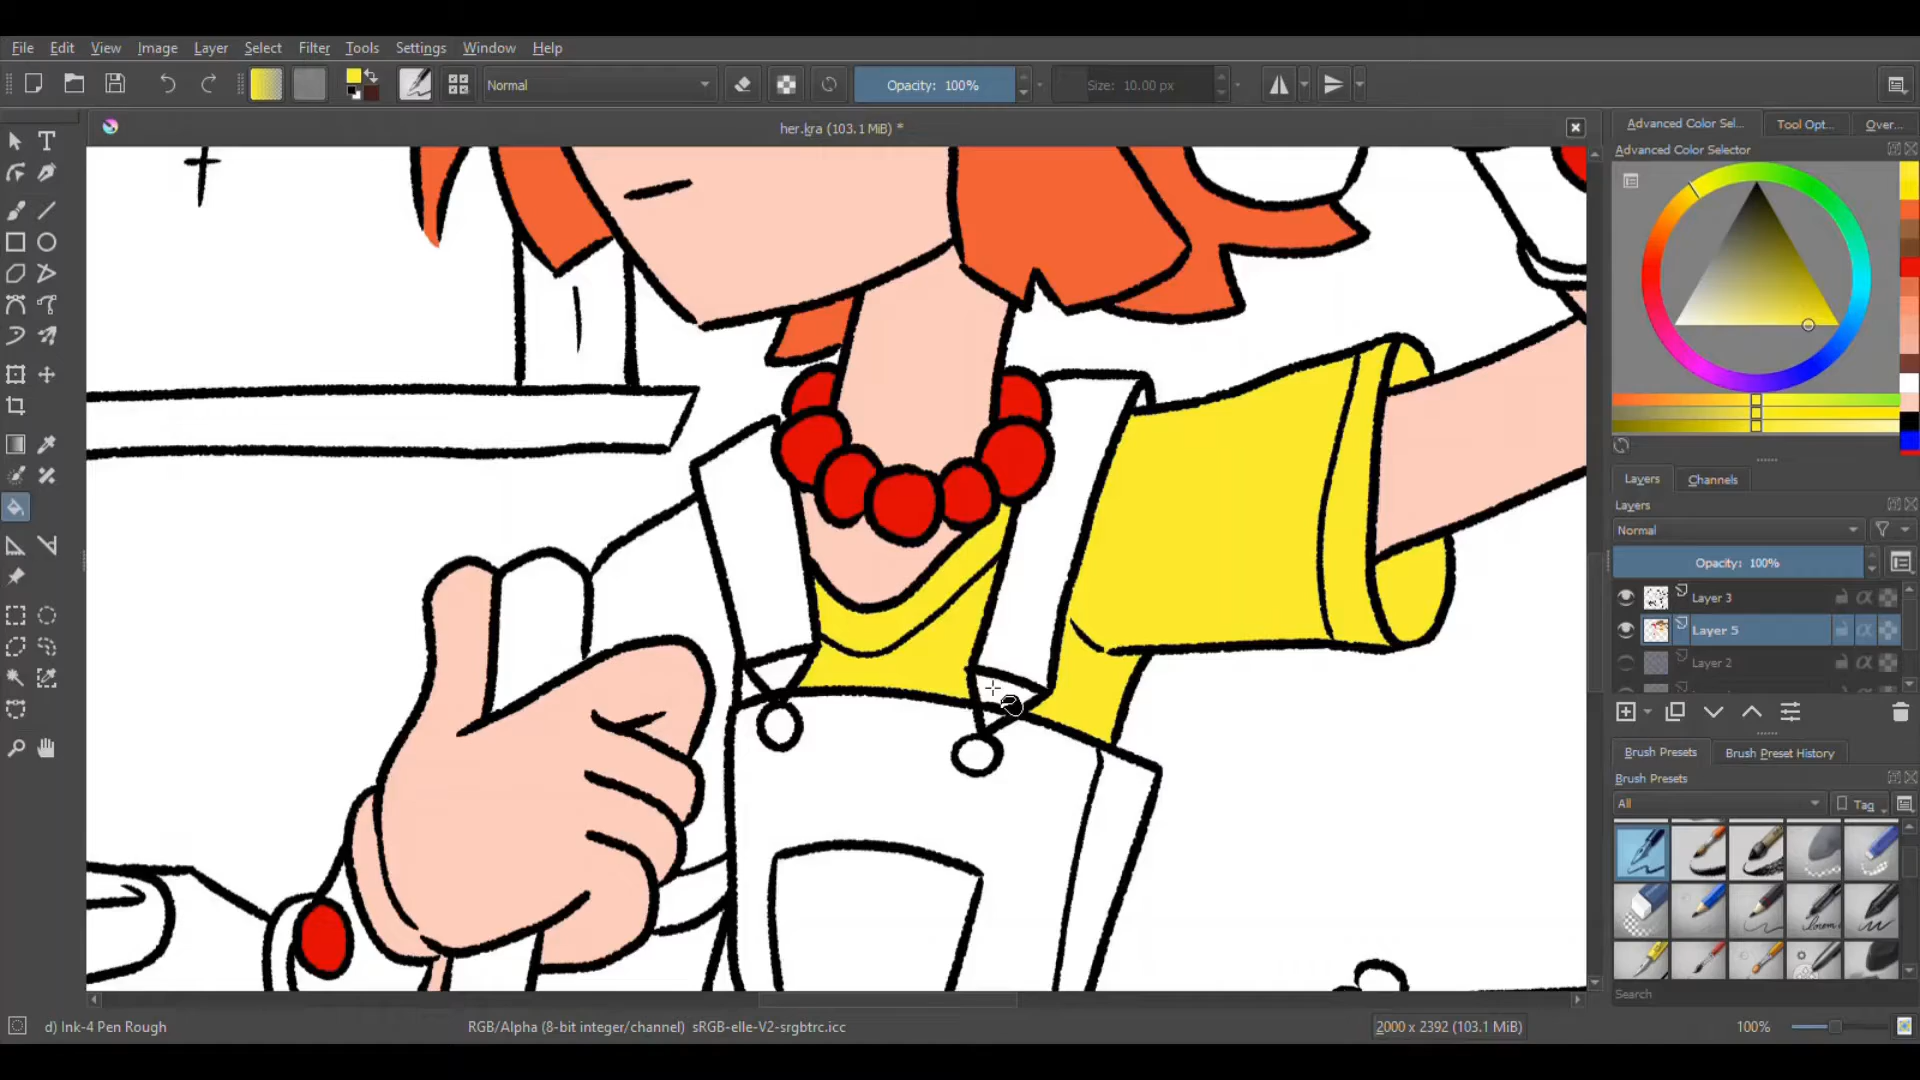 File Edit View Image Layer Select Filter Tools Settings Window Help
Normal
Opacity: 100%
Size: 10.00 px
her.kra (103.1 MiB) *
Advanced Color Sel... Tool Opt... Over...
Advanced Color Selector
Layers Channels
Layers
Normal
Opacity: 100%
Layer 3
Layer 5
Layer 2
Brush Presets Brush Preset History
Brush Presets
All Tag
Search
d) Ink-4 Pen Rough
RGB/Alpha (8-bit integer/channel) sRGB-elle-V2-srgbtrc.icc
2000 x 2392 (103.1 MiB)
100%